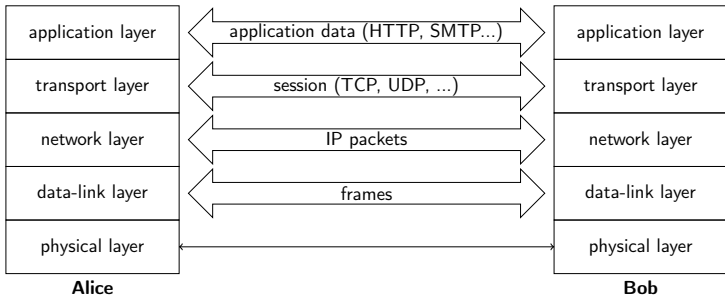 application layer application data (HTTP, SMTP...) application layer
transport layer session (TCP, UDP, ...) transport layer
network layer IP packets network layer
data-link layer frames data-link layer
physical layer physical layer
Alice Bob